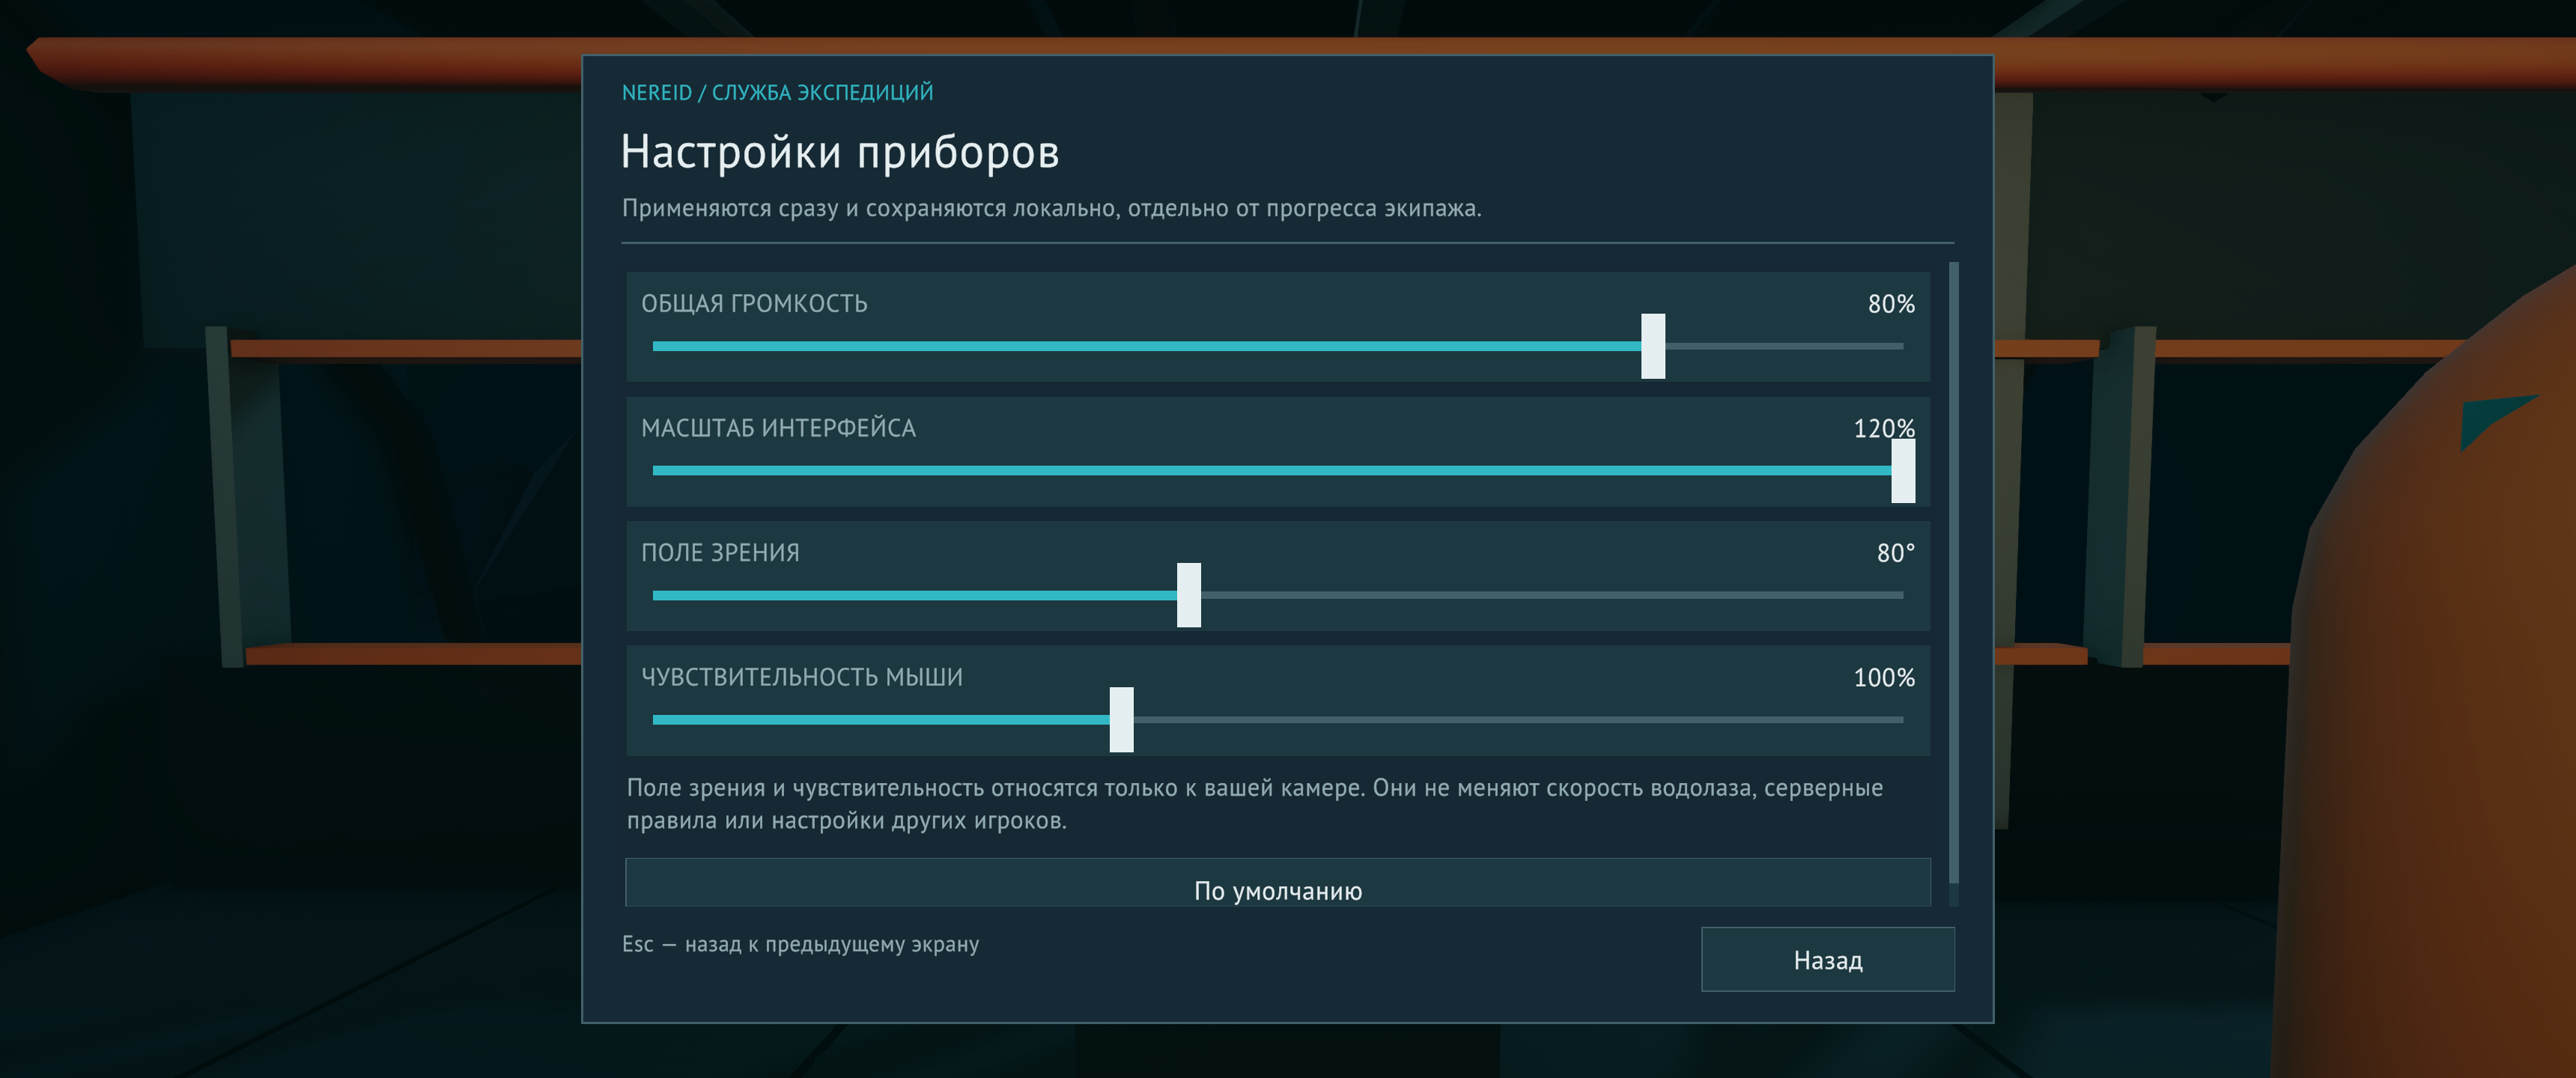 NEREID / СЛУЖБА ЭКСПЕДИЦИЙ
Настройки приборов
Применяются сразу и сохраняются локально, отдельно от прогресса экипажа.
ОБЩАЯ ГРОМКОСТЬ 80%
МАСШТАБ ИНТЕРФЕЙСА 120%
ПОЛЕ ЗРЕНИЯ 80°
ЧУВСТВИТЕЛЬНОСТЬ МЫШИ 100%
Поле зрения и чувствительность относятся только к вашей камере. Они не меняют скорость водолаза, серверные
правила или настройки других игроков.
По умолчанию
Esc — назад к предыдущему экрану
Назад